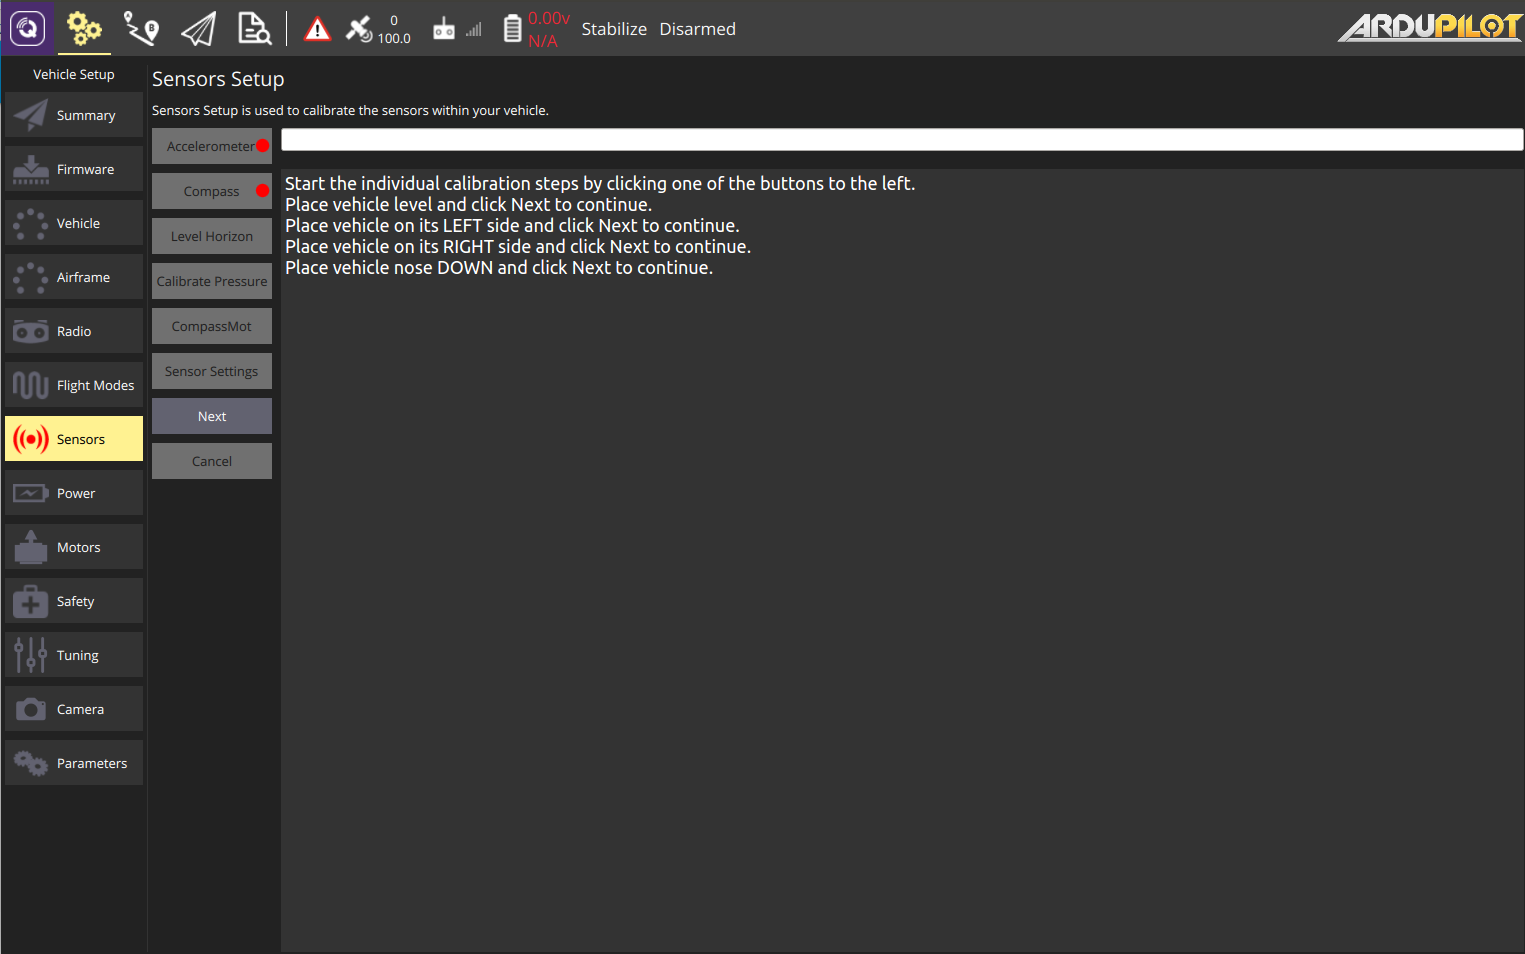 0
100.0
0.00v
N/A
Stabilize
Disarmed
ARDUPILOT
Vehicle Setup
Summary
Firmware
Vehicle
Airframe
Radio
Flight Modes
Sensors
Power
Motors
Safety
Tuning
Camera
Parameters
Sensors Setup
Sensors Setup is used to calibrate the sensors within your vehicle.
Accelerometer
Compass
Level Horizon
Calibrate Pressure
CompassMot
Sensor Settings
Next
Cancel
Start the individual calibration steps by clicking one of the buttons to the left.
Place vehicle level and click Next to continue.
Place vehicle on its LEFT side and click Next to continue.
Place vehicle on its RIGHT side and click Next to continue.
Place vehicle nose DOWN and click Next to continue.